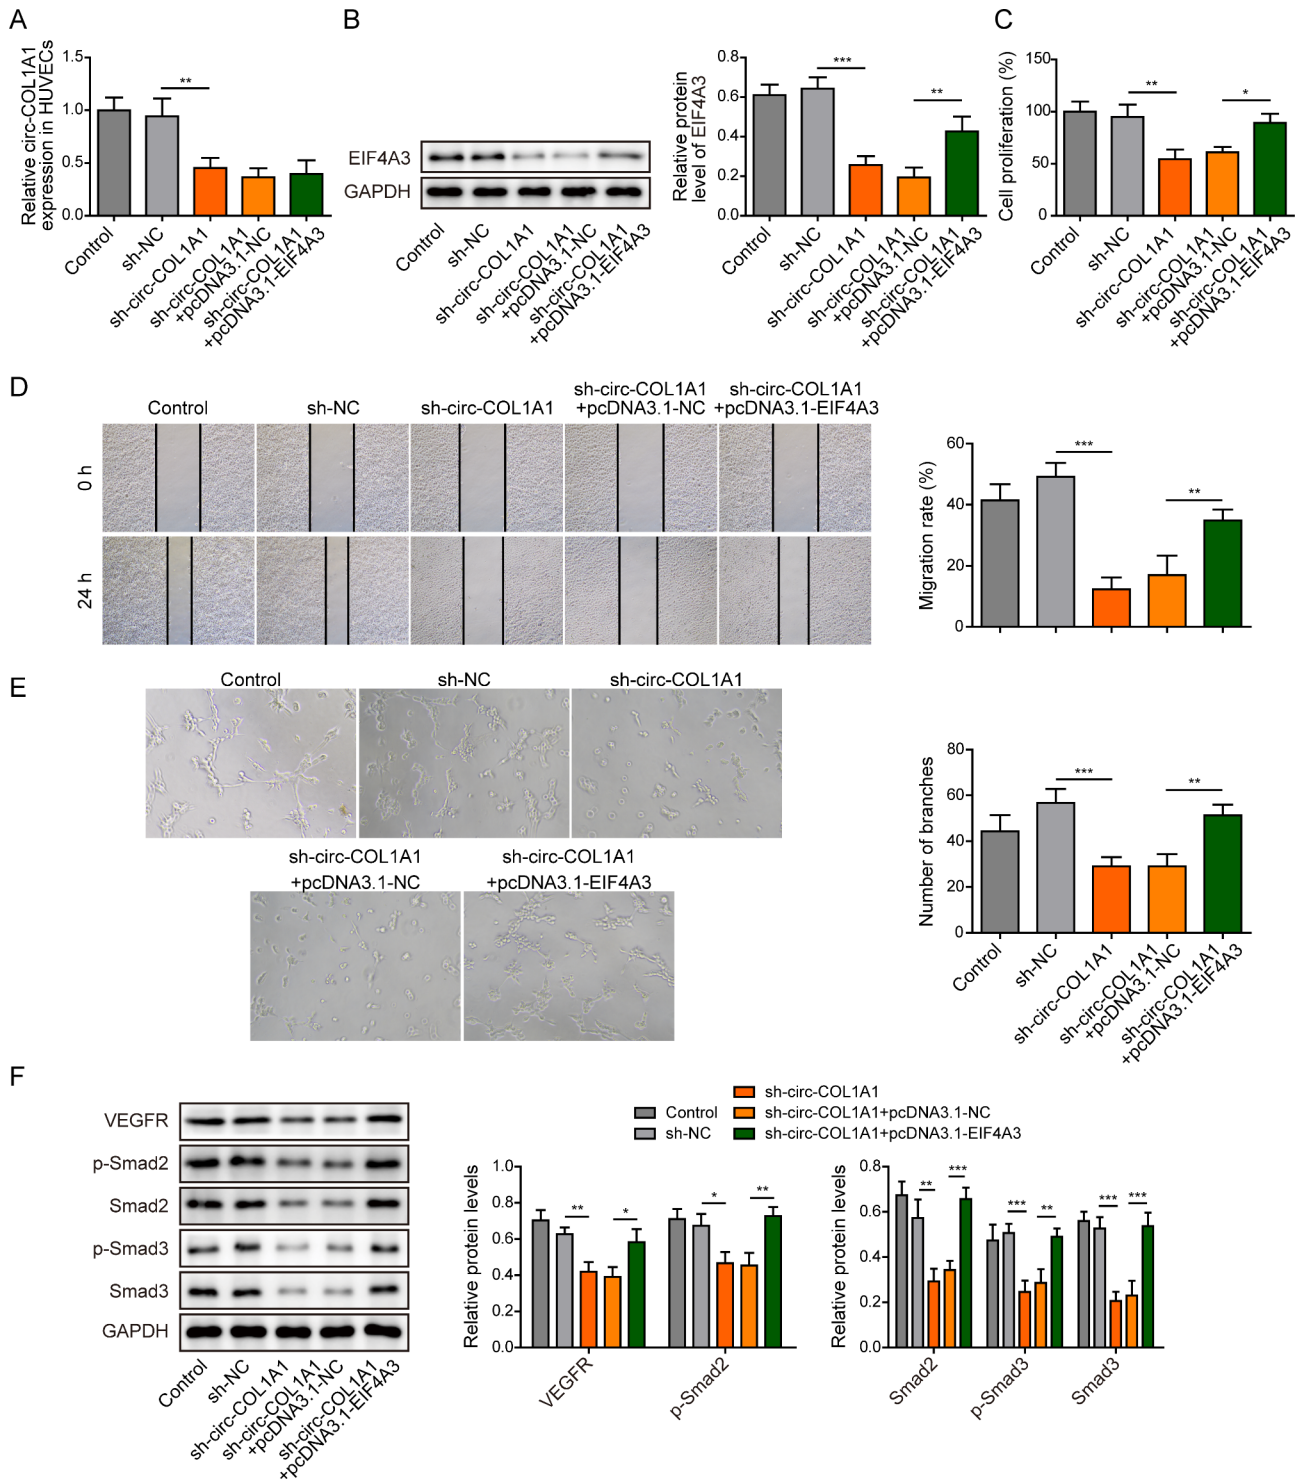 A
Relative circ-COL1A1
expression in HUVECs
1.5
1.0
0.5
0.0
**
Control
sh-NC
sh-circ-COL1A1
sh-circ-COL1A1
+pcDNA3.1-NC
sh-circ-COL1A1
+pcDNA3.1-EIF4A3
B
EIF4A3
GAPDH
Control
sh-NC
sh-circ-COL1A1
sh-circ-COL1A1
+pcDNA3.1-NC
sh-circ-COL1A1
+pcDNA3.1-EIF4A3
Relative protein
level of EIF4A3
0.8
0.6
0.4
0.2
0.0
***
**
Control
sh-NC
sh-circ-COL1A1
sh-circ-COL1A1
+pcDNA3.1-NC
sh-circ-COL1A1
+pcDNA3.1-EIF4A3
C
Cell proliferation (%)
150
100
50
0
**
*
Control
sh-NC
sh-circ-COL1A1
sh-circ-COL1A1
+pcDNA3.1-NC
sh-circ-COL1A1
+pcDNA3.1-EIF4A3
D
Control
sh-NC
sh-circ-COL1A1
sh-circ-COL1A1
+pcDNA3.1-NC
sh-circ-COL1A1
+pcDNA3.1-EIF4A3
0 h
24 h
Migration rate (%)
60
40
20
0
***
**
E
Control
sh-NC
sh-circ-COL1A1
sh-circ-COL1A1
+pcDNA3.1-NC
sh-circ-COL1A1
+pcDNA3.1-EIF4A3
Number of branches
80
60
40
20
0
***
**
Control
sh-NC
sh-circ-COL1A1
sh-circ-COL1A1
+pcDNA3.1-NC
sh-circ-COL1A1
+pcDNA3.1-EIF4A3
F
VEGFR
p-Smad2
Smad2
p-Smad3
Smad3
GAPDH
Control
sh-NC
sh-circ-COL1A1
sh-circ-COL1A1
+pcDNA3.1-NC
sh-circ-COL1A1
+pcDNA3.1-EIF4A3
Control
sh-NC
sh-circ-COL1A1
sh-circ-COL1A1+pcDNA3.1-NC
sh-circ-COL1A1+pcDNA3.1-EIF4A3
Relative protein levels
1.0
0.8
0.6
0.4
0.2
0.0
**
*
*
**
VEGFR
p-Smad2
Relative protein levels
0.8
0.6
0.4
0.2
0.0
**
***
***
**
***
***
Smad2
p-Smad3
Smad3